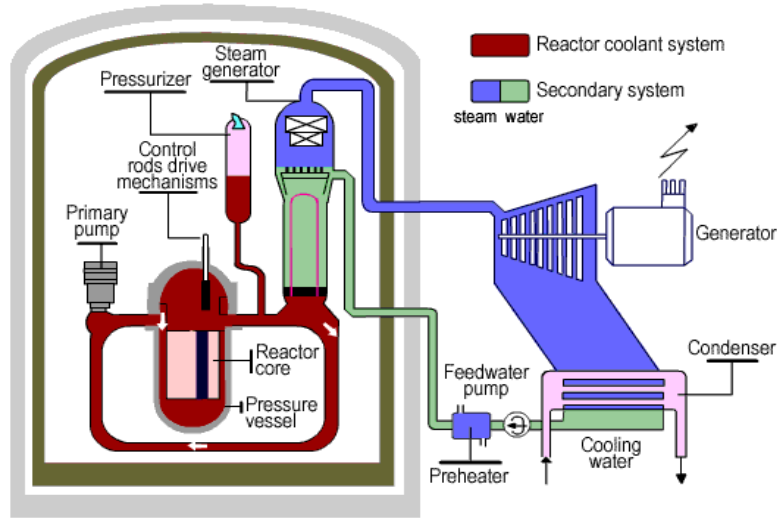 Steam
generator
Pressurizer
Control
rods drive
mechanisms
Primary
pump
Reactor
core
Pressure
vessel
Reactor coolant system
Secondary system
steam water
Generator
Condenser
Feedwater
pump
Preheater
Cooling
water